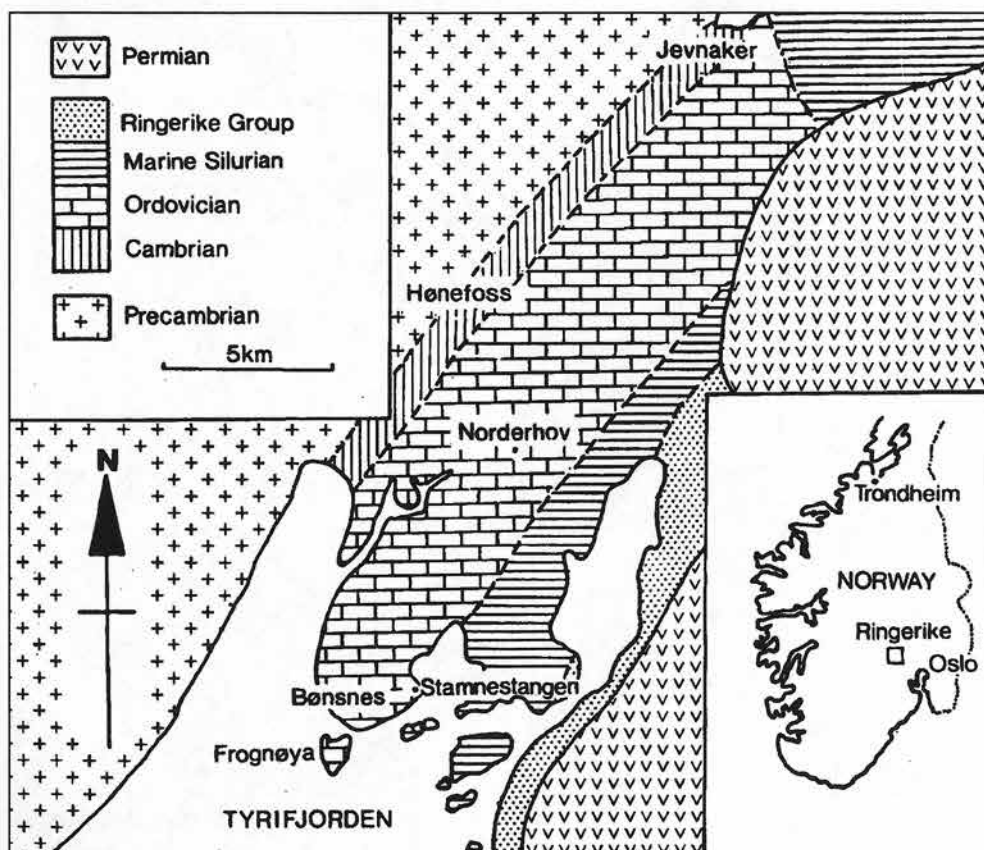 Permian
Ringerike Group
Marine Silurian
Ordovician
Cambrian
Precambrian
5km
Jevnaker
Hønefoss
Norderhov
N
Bønsnes
Stamnestangen
Frognøya
TYRIFJORDEN
Trondheim
NORWAY
Ringerike
Oslo